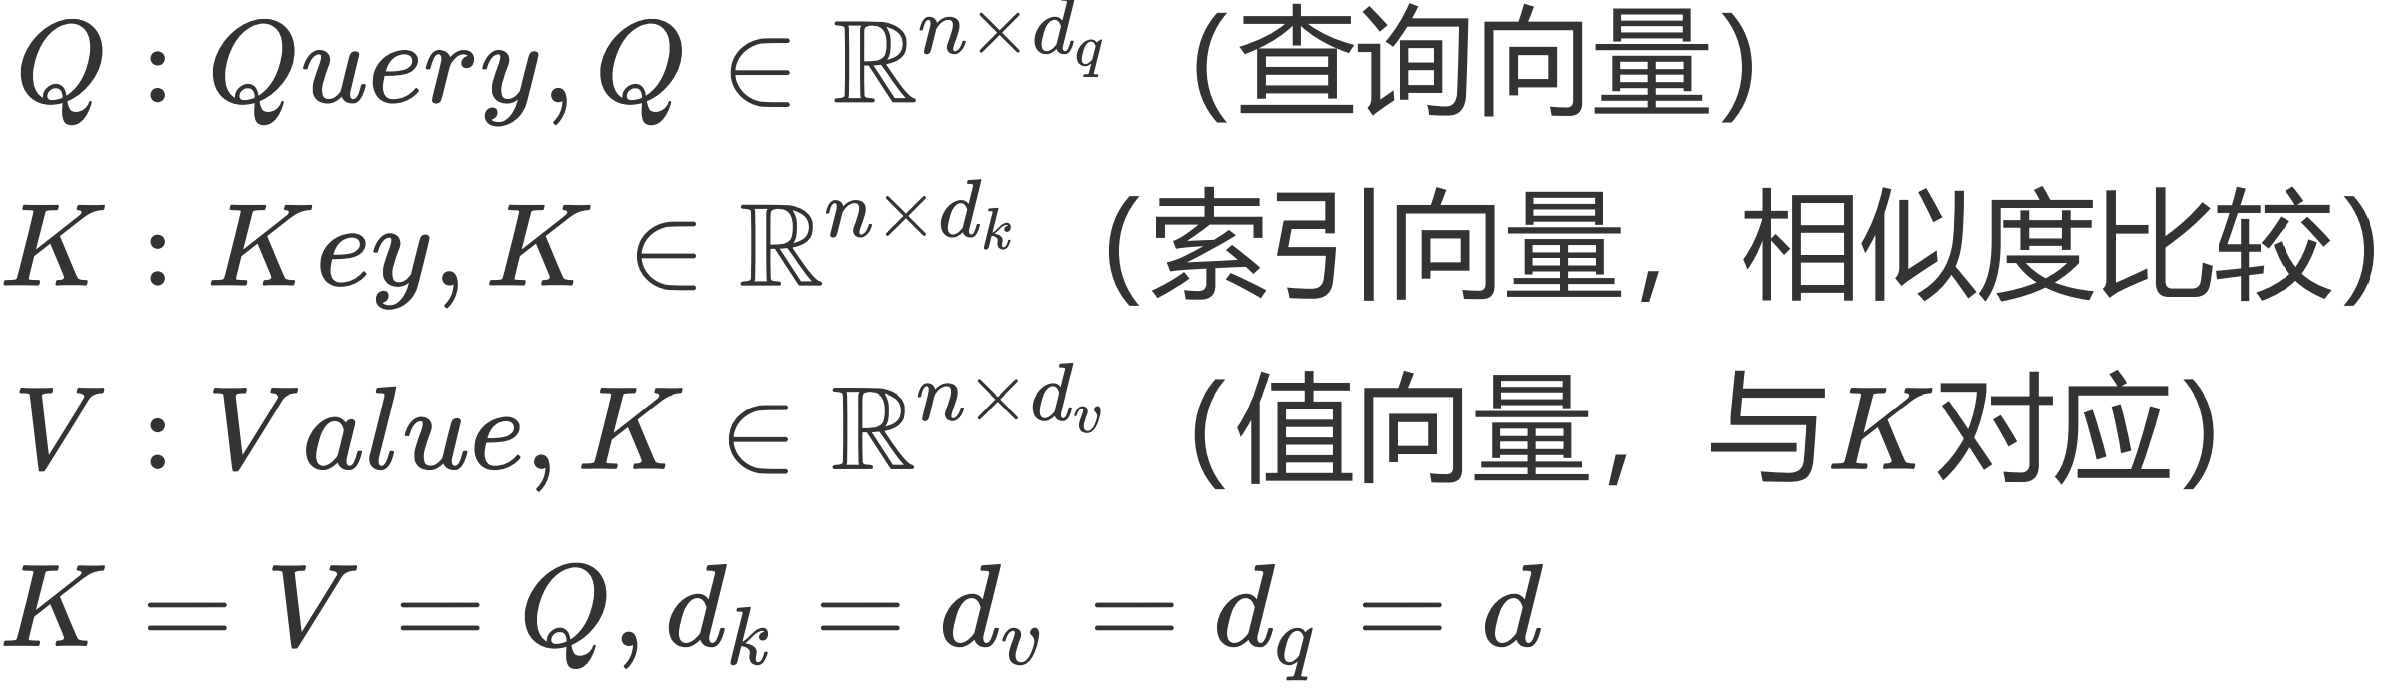 Q : Query, Q ∈ ℝ^{n×d_q} (查询向量)
K : Key, K ∈ ℝ^{n×d_k} (索引向量, 相似度比较)
V : Value, K ∈ ℝ^{n×d_v} (值向量, 与K对应)
K = V = Q, d_k = d_v = d_q = d